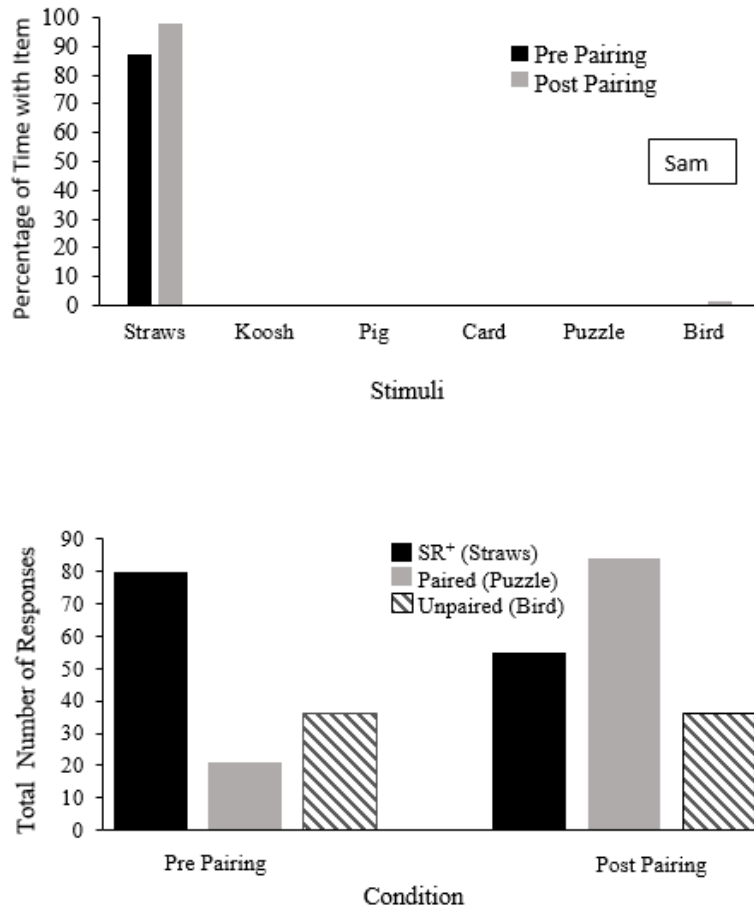 100
90
80
70
60
50
40
30
20
10
0
Percentage of Time with Item
Pre Pairing
Post Pairing
Sam
Straws Koosh Pig Card Puzzle Bird
Stimuli
90
80
70
60
50
40
30
20
10
0
Total Number of Responses
SR⁺ (Straws)
Paired (Puzzle)
Unpaired (Bird)
Pre Pairing Post Pairing
Condition